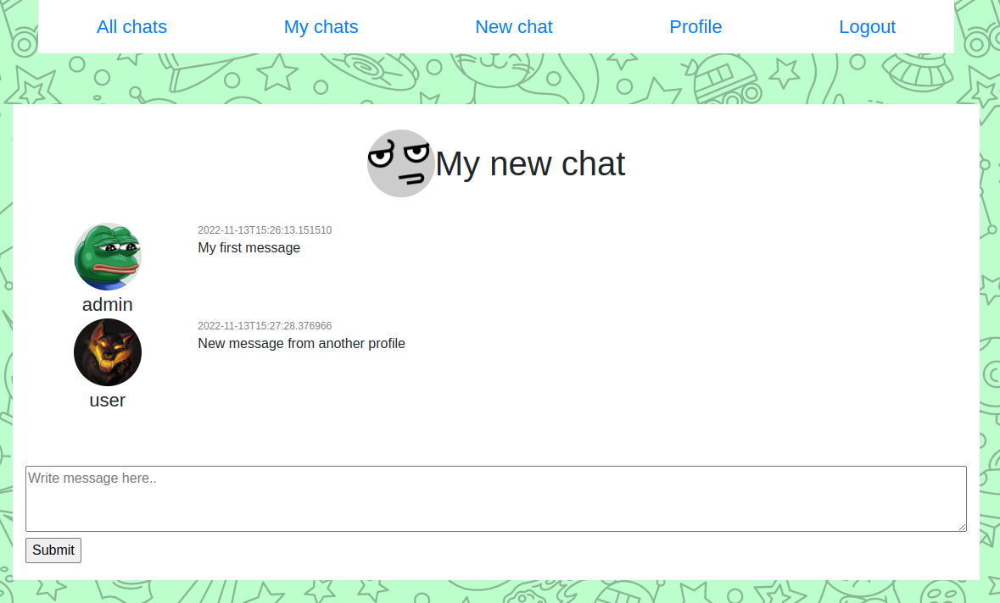 All chats My chats New chat Profile Logout
My new chat
2022-11-13T15:26:13.151510
My first message
admin
2022-11-13T15:27:28.376966
New message from another profile
user
Write message here..
Submit